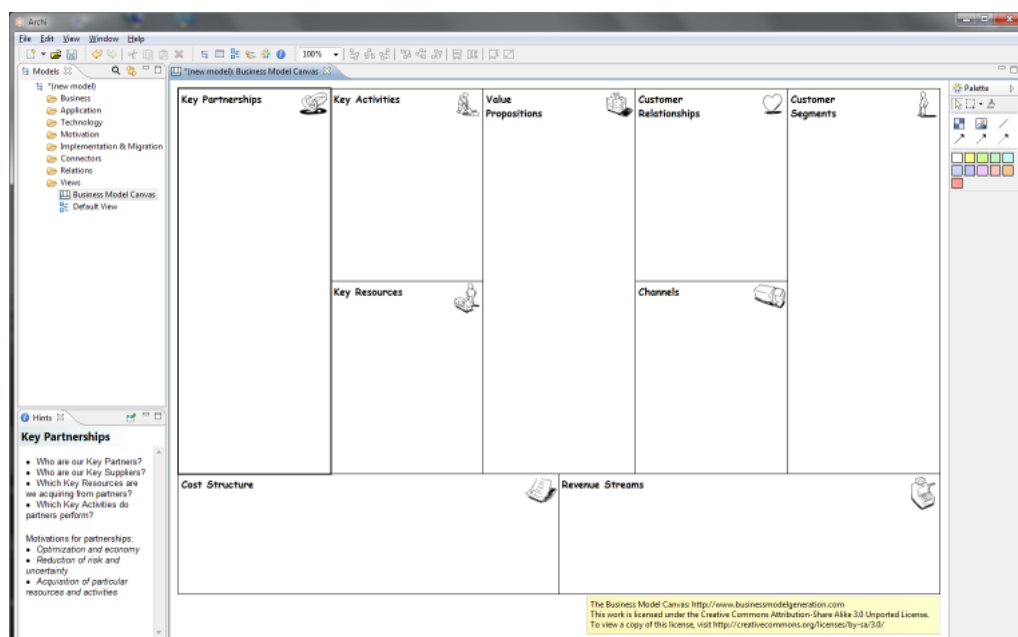 Archi
File Edit View Window Help
100%
Models
*(new model): Business Model Canvas
*(new model)
Business
Application
Technology
Motivation
Implementation & Migration
Connectors
Relations
Views
Business Model Canvas
Default View
Key Partnerships
Key Activities
Value
Propositions
Customer
Relationships
Customer
Segments
Key Resources
Channels
Cost Structure
Revenue Streams
Palette
Hints
Key Partnerships
• Who are our Key Partners?
• Who are our Key Suppliers?
• Which Key Resources are
we acquiring from partners?
• Which Key Activities do
partners perform?
Motivations for partnerships:
• Optimization and economy
• Reduction of risk and
uncertainty
• Acquisition of particular
resources and activities
The Business Model Canvas: http://www.businessmodelgeneration.com
This work is licensed under the Creative Commons Attribution-Share Alike 3.0 Unported License.
To view a copy of this license, visit http://creativecommons.org/licenses/by-sa/3.0/